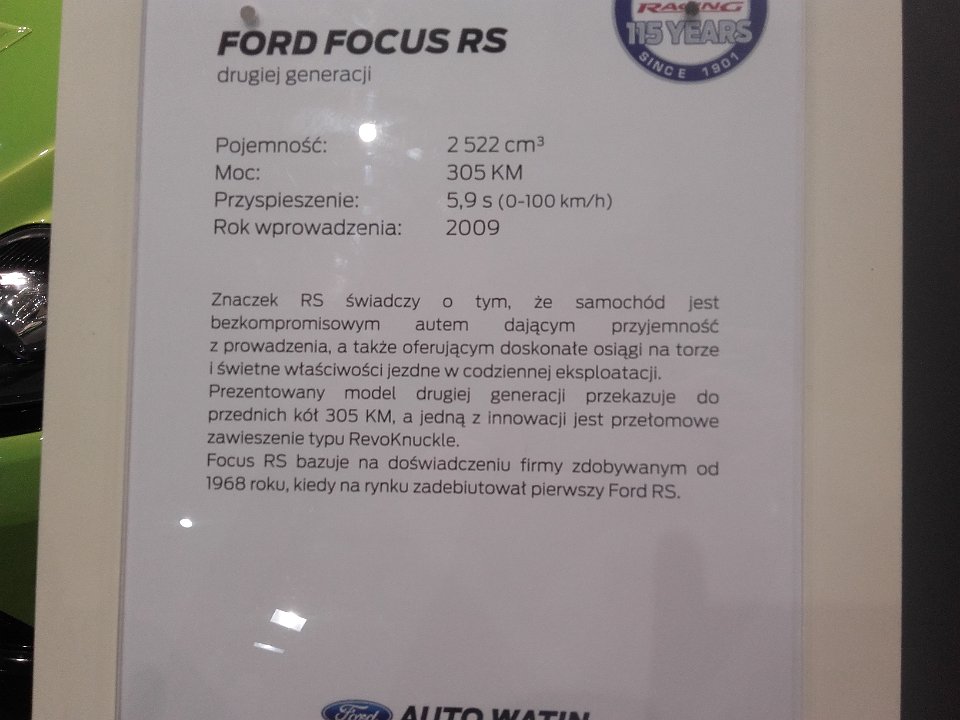 RACING
115 YEARS
SINCE 1901
FORD FOCUS RS
drugiej generacji
Pojemność: 2 522 cm³
Moc: 305 KM
Przyspieszenie: 5,9 s (0-100 km/h)
Rok wprowadzenia: 2009
Znaczek RS świadczy o tym, że samochód jest
bezkompromisowym autem dającym przyjemność
z prowadzenia, a także oferującym doskonałe osiągi na torze
i świetne właściwości jezdne w codziennej eksploatacji.
Prezentowany model drugiej generacji przekazuje do
przednich kół 305 KM, a jedną z innowacji jest przełomowe
zawieszenie typu RevoKnuckle.
Focus RS bazuje na doświadczeniu firmy zdobywanym od
1968 roku, kiedy na rynku zadebiutował pierwszy Ford RS.
Ford AUTO WATIN